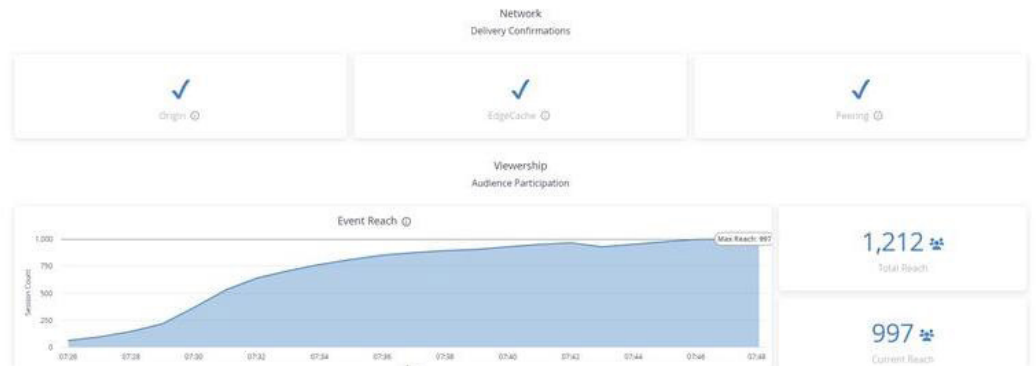 Network
Delivery Confirmations
Origin
EdgeCache
Peering
Viewership
Audience Participation
Event Reach
Max Reach: 997
1,000
750
500
250
0
Session Count
07:26
07:28
07:30
07:32
07:34
07:36
07:38
07:40
07:42
07:44
07:46
07:48
1,212
Total Reach
997
Current Reach